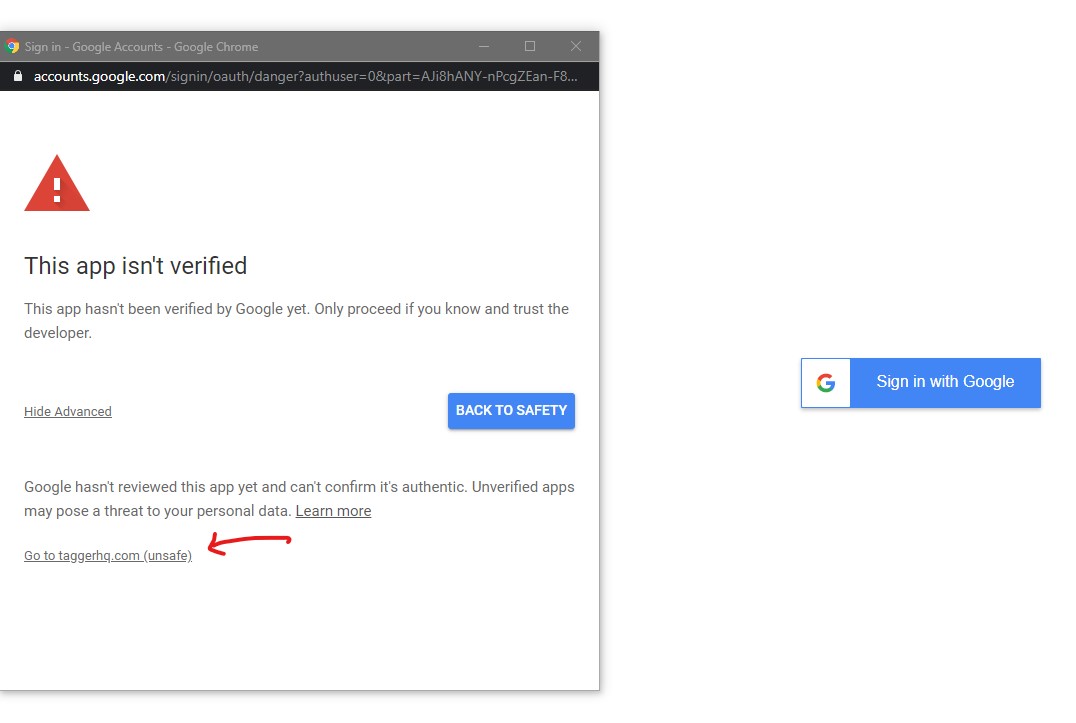 Sign in - Google Accounts - Google Chrome
accounts.google.com/signin/oauth/danger?authuser=0&part=AJi8hANY-nPcgZEan-F8...
This app isn't verified
This app hasn't been verified by Google yet. Only proceed if you know and trust the
developer.
Hide Advanced
BACK TO SAFETY
Google hasn't reviewed this app yet and can't confirm it's authentic. Unverified apps
may pose a threat to your personal data. Learn more
Go to taggerhq.com (unsafe)
Sign in with Google